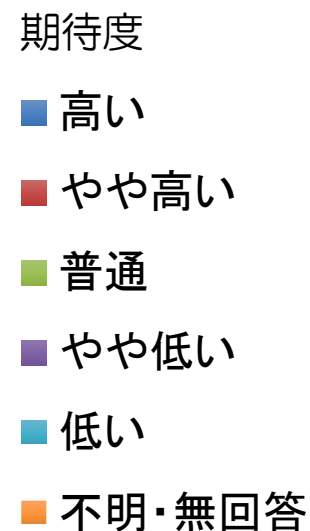 期待度
高い
やや高い
普通
やや低い
低い
不明・無回答